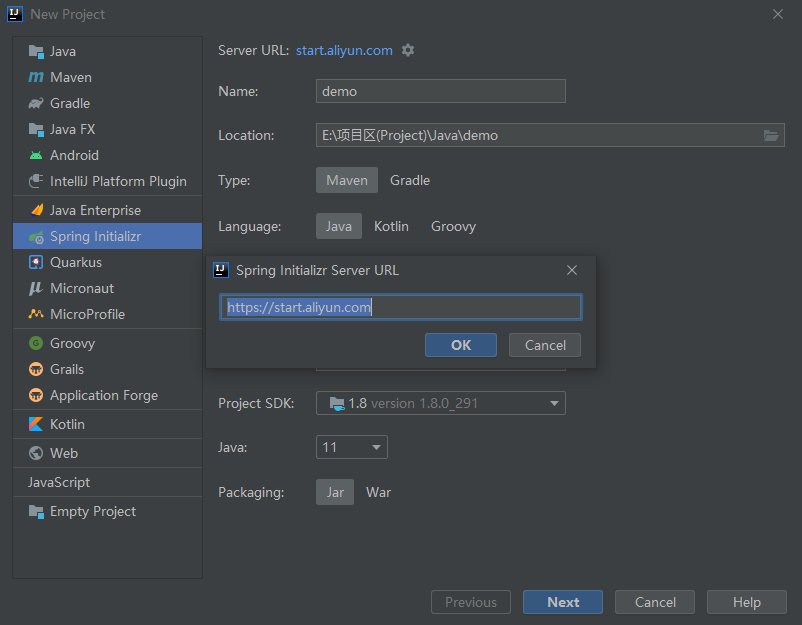 New Project
Java
Maven
Gradle
Java FX
Android
IntelliJ Platform Plugin
Java Enterprise
Spring Initializr
Quarkus
Micronaut
MicroProfile
Groovy
Grails
Application Forge
Kotlin
Web
JavaScript
Empty Project
Server URL: start.aliyun.com
Name: demo
Location: E:\项目区(Project)\Java\demo
Type: Maven Gradle
Language: Java Kotlin Groovy
Spring Initializr Server URL
https://start.aliyun.com
OK Cancel
Project SDK: 1.8 version 1.8.0_291
Java: 11
Packaging: Jar War
Previous Next Cancel Help